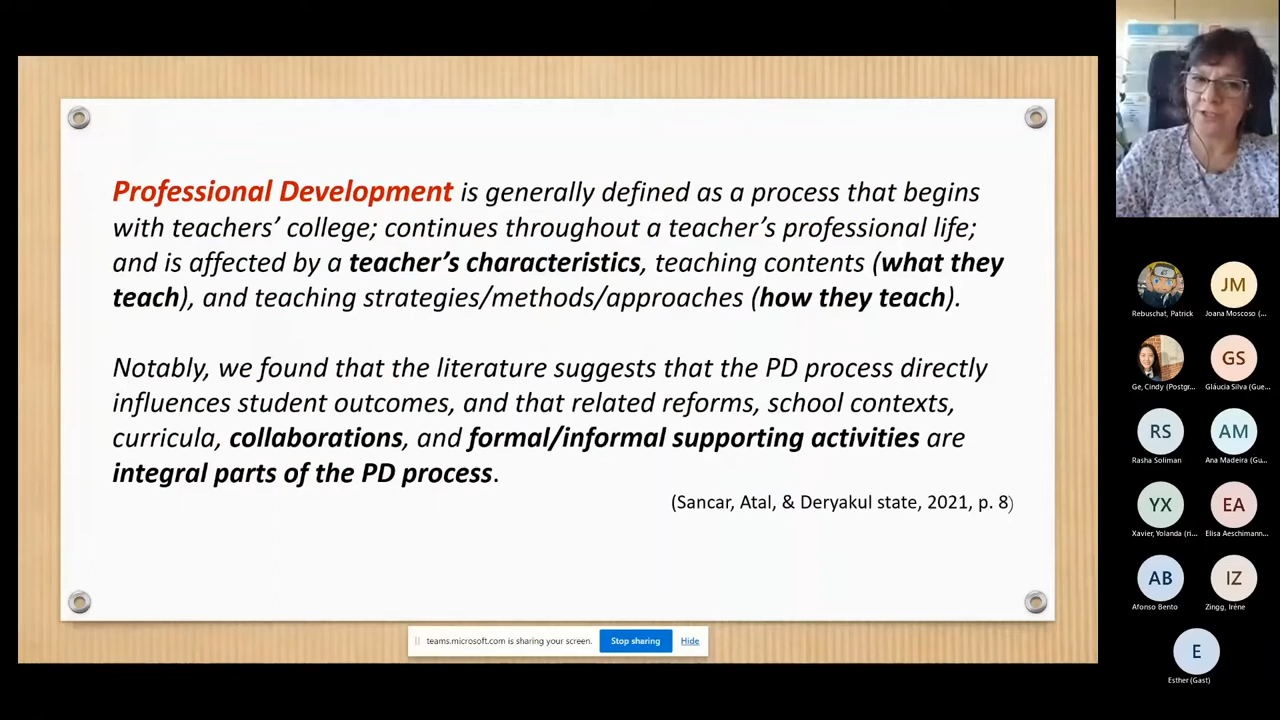 Professional Development is generally defined as a process that begins
with teachers’ college; continues throughout a teacher’s professional life;
and is affected by a teacher’s characteristics, teaching contents (what they
teach), and teaching strategies/methods/approaches (how they teach).
Notably, we found that the literature suggests that the PD process directly
influences student outcomes, and that related reforms, school contexts,
curricula, collaborations, and formal/informal supporting activities are
integral parts of the PD process.
(Sancar, Atal, & Deryakul state, 2021, p. 8)
teams.microsoft.com is sharing your screen.
Stop sharing
Hide
Rebuschat, Patrick
JM
Joana Moscoso (...
Ge, Cindy (Postgr...
GS
Gláucia Silva (Gue...
RS
Rasha Soliman
AM
Ana Madeira (Gu...
YX
Xavier, Yolanda (ri...
EA
Elisa Aeschimann...
AB
Afonso Bento
IZ
Zingg, Irène
E
Esther (Gast)